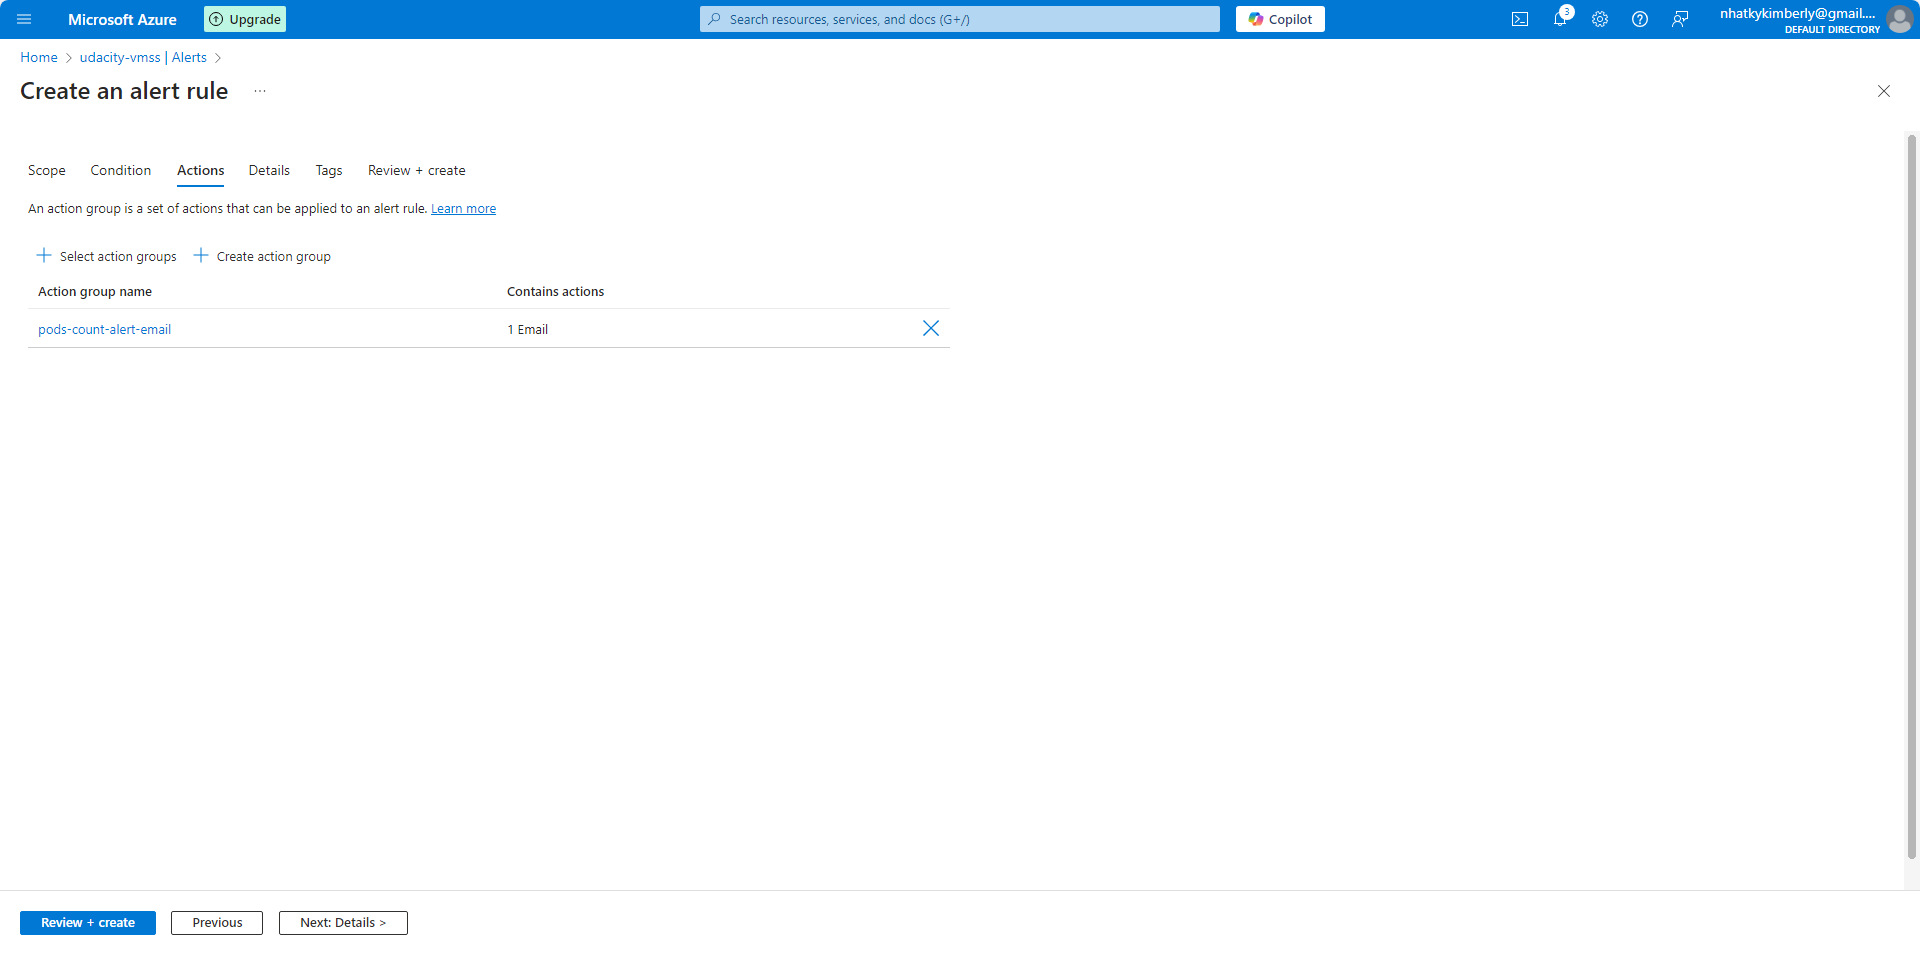 Microsoft Azure
Upgrade
Search resources, services, and docs (G+/)
Copilot
3
nhatkykimberly@gmail....
DEFAULT DIRECTORY
Home > udacity-vmss | Alerts >
Create an alert rule ...
Scope Condition Actions Details Tags Review + create
An action group is a set of actions that can be applied to an alert rule. Learn more
+ Select action groups + Create action group
Action group name Contains actions
pods-count-alert-email 1 Email
Review + create Previous Next: Details >